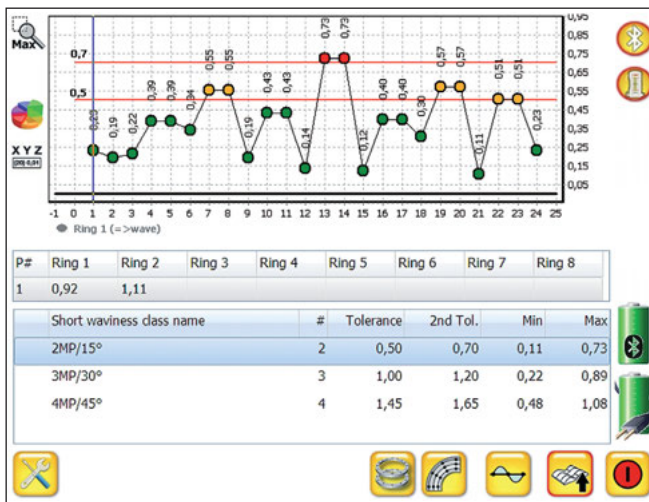 Max
0,95
0,85
0,75
0,65
0,55
0,45
0,35
0,25
0,15
0,05
0,7
0,5
0,23 0,19 0,22 0,39 0,39 0,34 0,55 0,55 0,19 0,43 0,43 0,14 0,73 0,73 0,12 0,40 0,40 0,30 0,57 0,57 0,11 0,51 0,51 0,23
X Y Z
-1 0 1 2 3 4 5 6 7 8 9 10 11 12 13 14 15 16 17 18 19 20 21 22 23 24 25
Ring 1 (=>wave)
P# Ring 1 Ring 2 Ring 3 Ring 4 Ring 5 Ring 6 Ring 7 Ring 8
1 0,92 1,11
Short waviness class name # Tolerance 2nd Tol. Min Max
2MP/15° 2 0,50 0,70 0,11 0,73
3MP/30° 3 1,00 1,20 0,22 0,89
4MP/45° 4 1,45 1,65 0,48 1,08